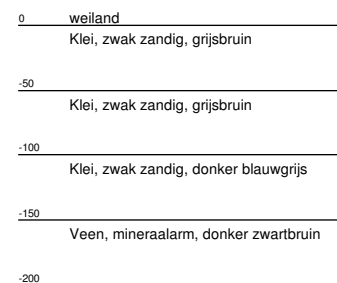 0 weiland
Klei, zwak zandig, grijsbruin
-50
Klei, zwak zandig, grijsbruin
-100
Klei, zwak zandig, donker blauwgrijs
-150
Veen, mineraalarm, donker zwartbruin
-200